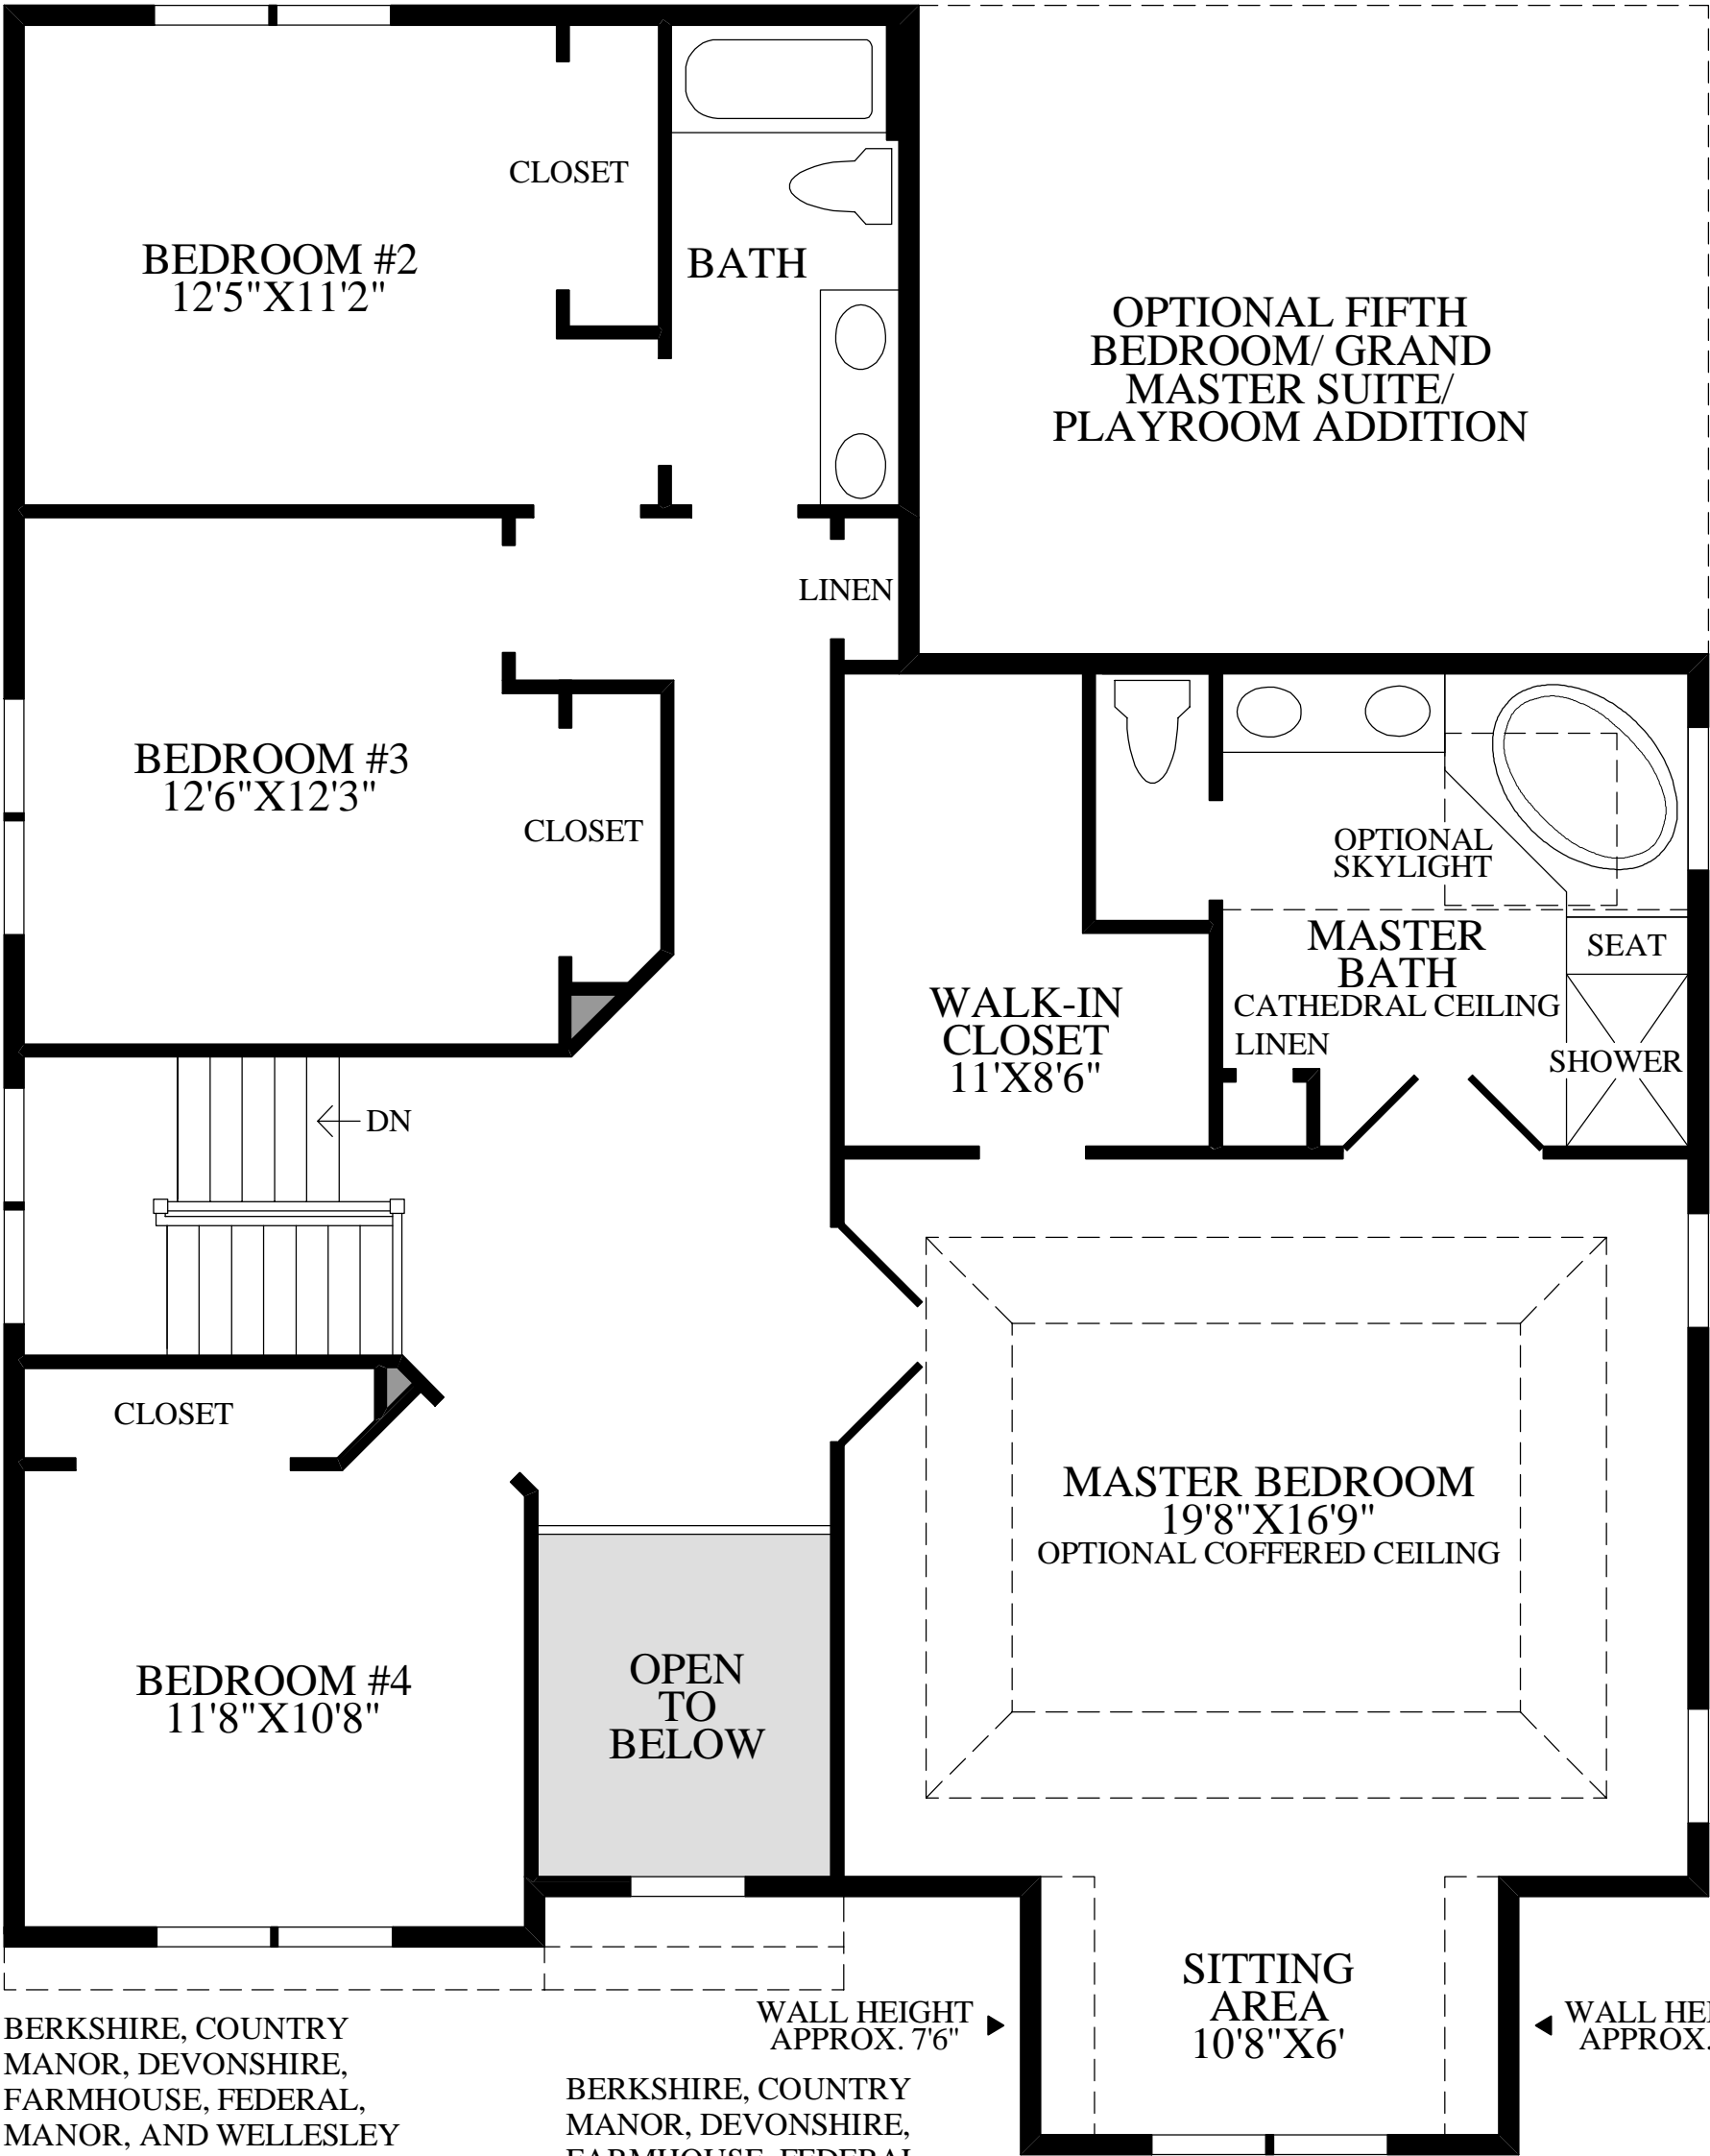 CLOSET
BEDROOM #2
12'5"X11'2"
BATH
OPTIONAL FIFTH
BEDROOM/ GRAND
MASTER SUITE/
PLAYROOM ADDITION
LINEN
BEDROOM #3
12'6"X12'3"
CLOSET
OPTIONAL
SKYLIGHT
MASTER
BATH
CATHEDRAL CEILING
SEAT
WALK-IN
CLOSET
11'X8'6"
LINEN
SHOWER
DN
CLOSET
MASTER BEDROOM
19'8"X16'9"
OPTIONAL COFFERED CEILING
BEDROOM #4
11'8"X10'8"
OPEN
TO
BELOW
SITTING
AREA
10'8"X6'
WALL HEIGHT
APPROX. 7'6"
WALL
APPROX.
BERKSHIRE, COUNTRY
MANOR, DEVONSHIRE,
FARMHOUSE, FEDERAL,
MANOR, AND WELLESLEY
BERKSHIRE, COUNTRY
MANOR, DEVONSHIRE,
FARMHOUSE, FEDERAL